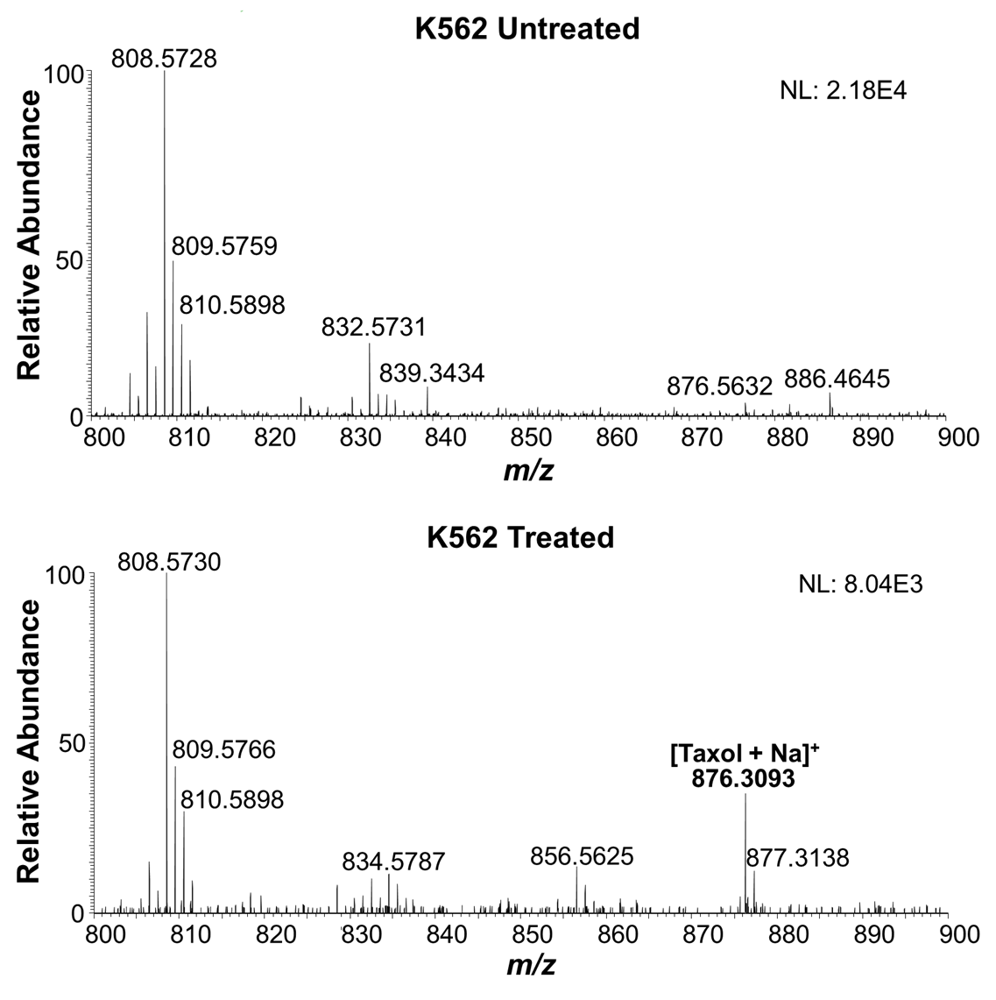 K562 Untreated
808.5728
100
NL: 2.18E4
Relative Abundance
809.5759
50
810.5898
832.5731
839.3434
876.5632
886.4645
0
800 810 820 830 840 850 860 870 880 890 900
m/z
K562 Treated
808.5730
100
NL: 8.04E3
Relative Abundance
50
809.5766
[Taxol + Na]⁺
876.3093
810.5898
834.5787
856.5625
877.3138
0
800 810 820 830 840 850 860 870 880 890 900
m/z